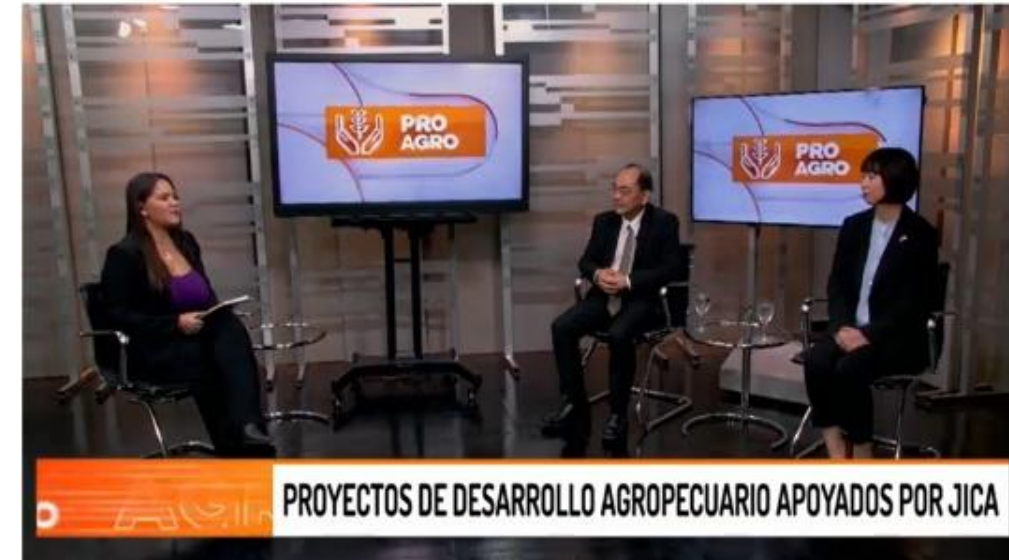 PRO
AGRO
PRO
AGRO
PROYECTOS DE DESARROLLO AGROPECUARIO APOYADOS POR JICA